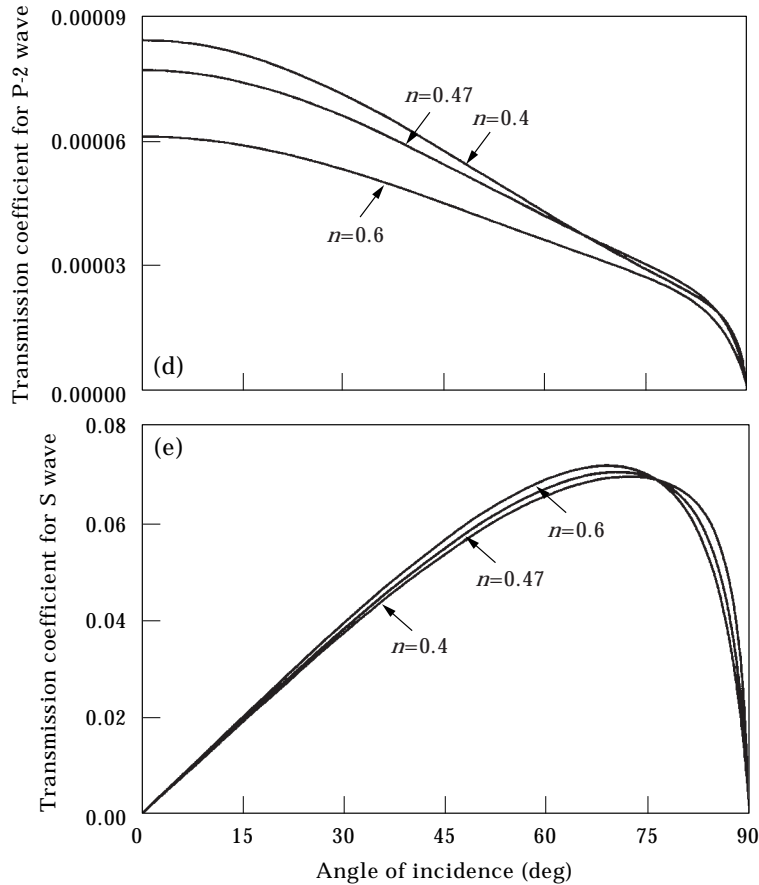 Transmission coefficient for P-2 wave
0.00009
0.00006
0.00003
0.00000
n=0.47
n=0.4
n=0.6
(d)
Transmission coefficient for S wave
0.08
0.06
0.04
0.02
0.00
(e)
n=0.6
n=0.47
n=0.4
0 15 30 45 60 75 90
Angle of incidence (deg)